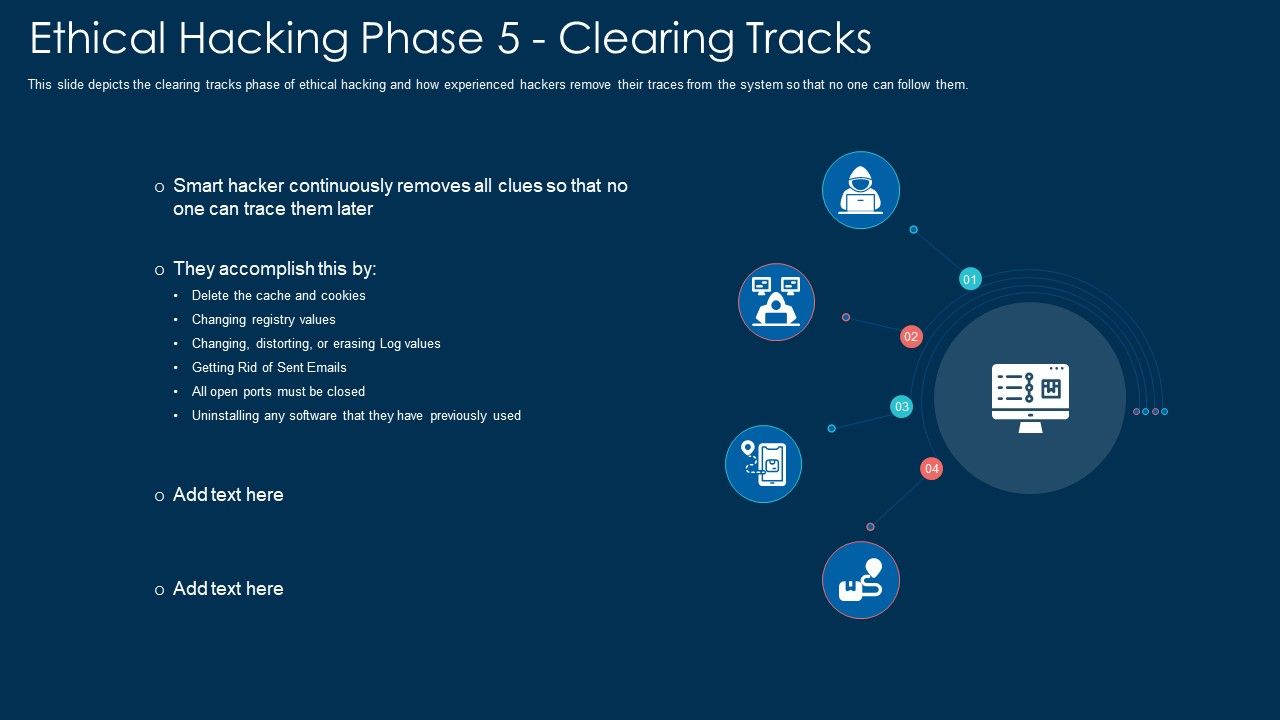 Ethical Hacking Phase 5 - Clearing Tracks
This slide depicts the clearing tracks phase of ethical hacking and how experienced hackers remove their traces from the system so that no one can follow them.
o Smart hacker continuously removes all clues so that no
one can trace them later
o They accomplish this by:
• Delete the cache and cookies
• Changing registry values
• Changing, distorting, or erasing Log values
• Getting Rid of Sent Emails
• All open ports must be closed
• Uninstalling any software that they have previously used
o Add text here
o Add text here
01
02
03
04